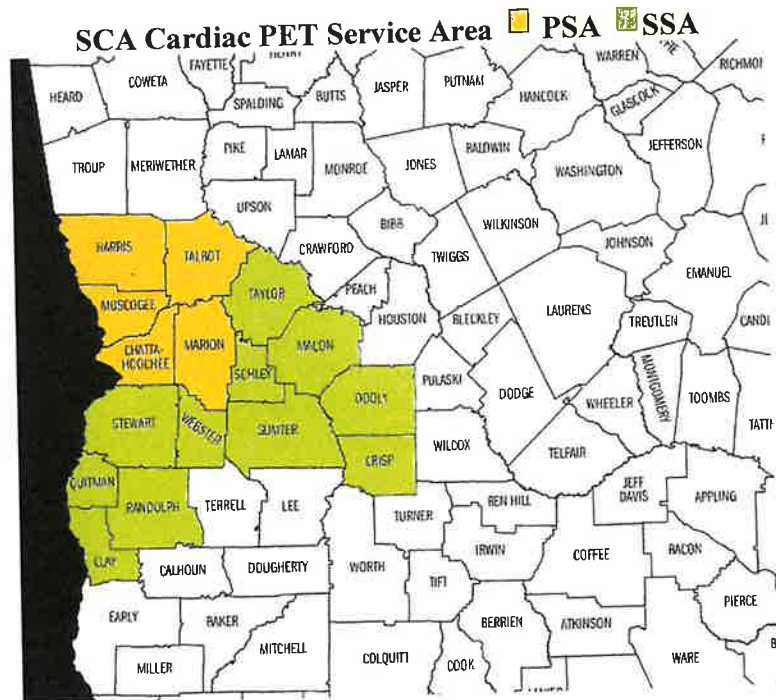 SCA Cardiac PET Service Area PSA SSA
HEARD
COWETA
FAYETTE
SPALDING
BUTTS
JASPER
PUTNAM
HANCOCK
WARREN
GLASCOCK
RICHMO
TROUP
MERIWETHER
PIKE
LAMAR
MONROE
JONES
BALDWIN
WASHINGTON
JEFFERSON
UPSON
BIBB
WILKINSON
HARRIS
TALBOT
CRAWFORD
TWIGGS
JOHNSON
EMANUEL
TAYLOR
PEACH
MUSCOGEE
HOUSTON
BLECKLEY
LAURENS
TREUTLEN
CANDI
CHATTA-
HOOCHEE
MARION
MACON
SCHLEY
PULASKI
DODGE
WHEELER
MONTGOMERY
TOOMBS
DOOLY
STEWART
WEBSTER
SUMTER
WILCOX
TELFAIR
TATTI
CRISP
QUITMAN
RANDOLPH
TERRELL
LEE
TURNER
BEN HILL
JEFF
DAVIS
APPLING
CLAY
CALHOUN
DOUGHERTY
WORTH
TIFT
IRWIN
COFFEE
BACON
EARLY
BAKER
MITCHELL
BERRIEN
ATKINSON
PIERCE
MILLER
COLQUITT
COOK
WARE
B